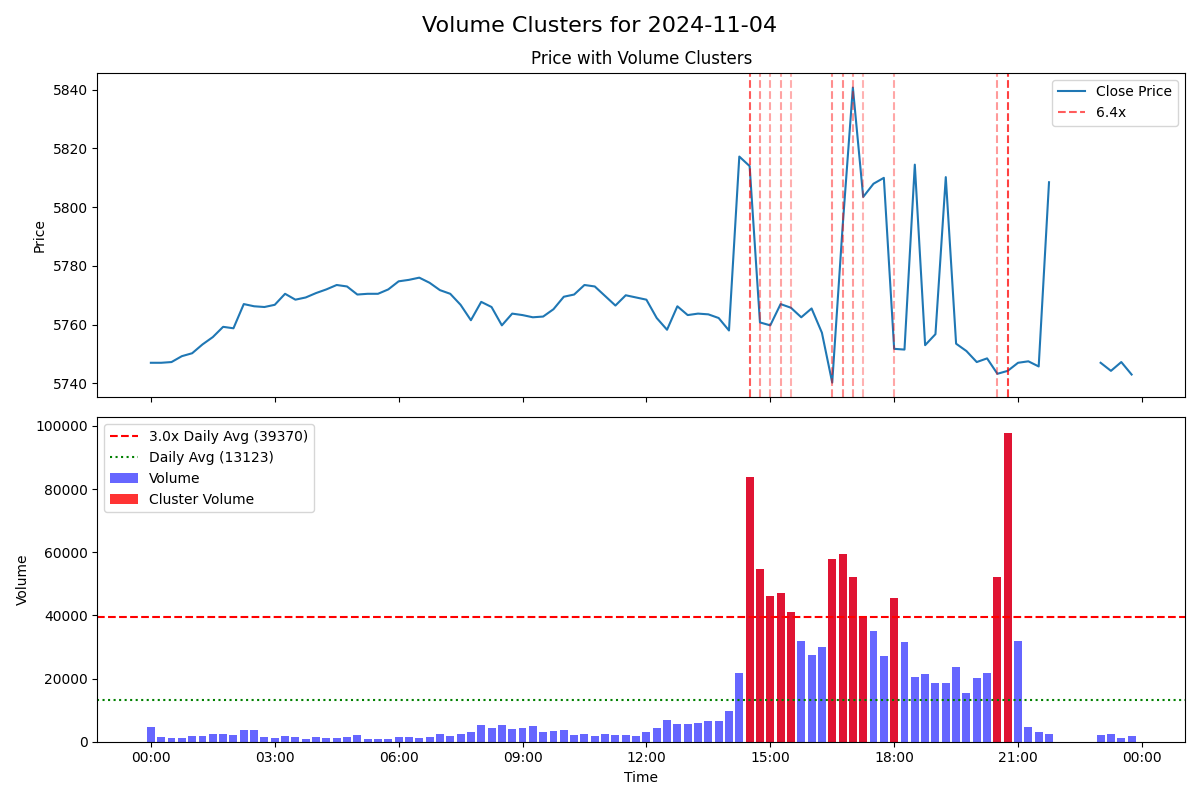 Volume Clusters for 2024-11-04
Price with Volume Clusters
Price
5840
5820
5800
5780
5760
5740
Close Price
6.4x
Volume
100000
80000
60000
40000
20000
0
3.0x Daily Avg (39370)
Daily Avg (13123)
Volume
Cluster Volume
00:00 03:00 06:00 09:00 12:00 15:00 18:00 21:00 00:00
Time